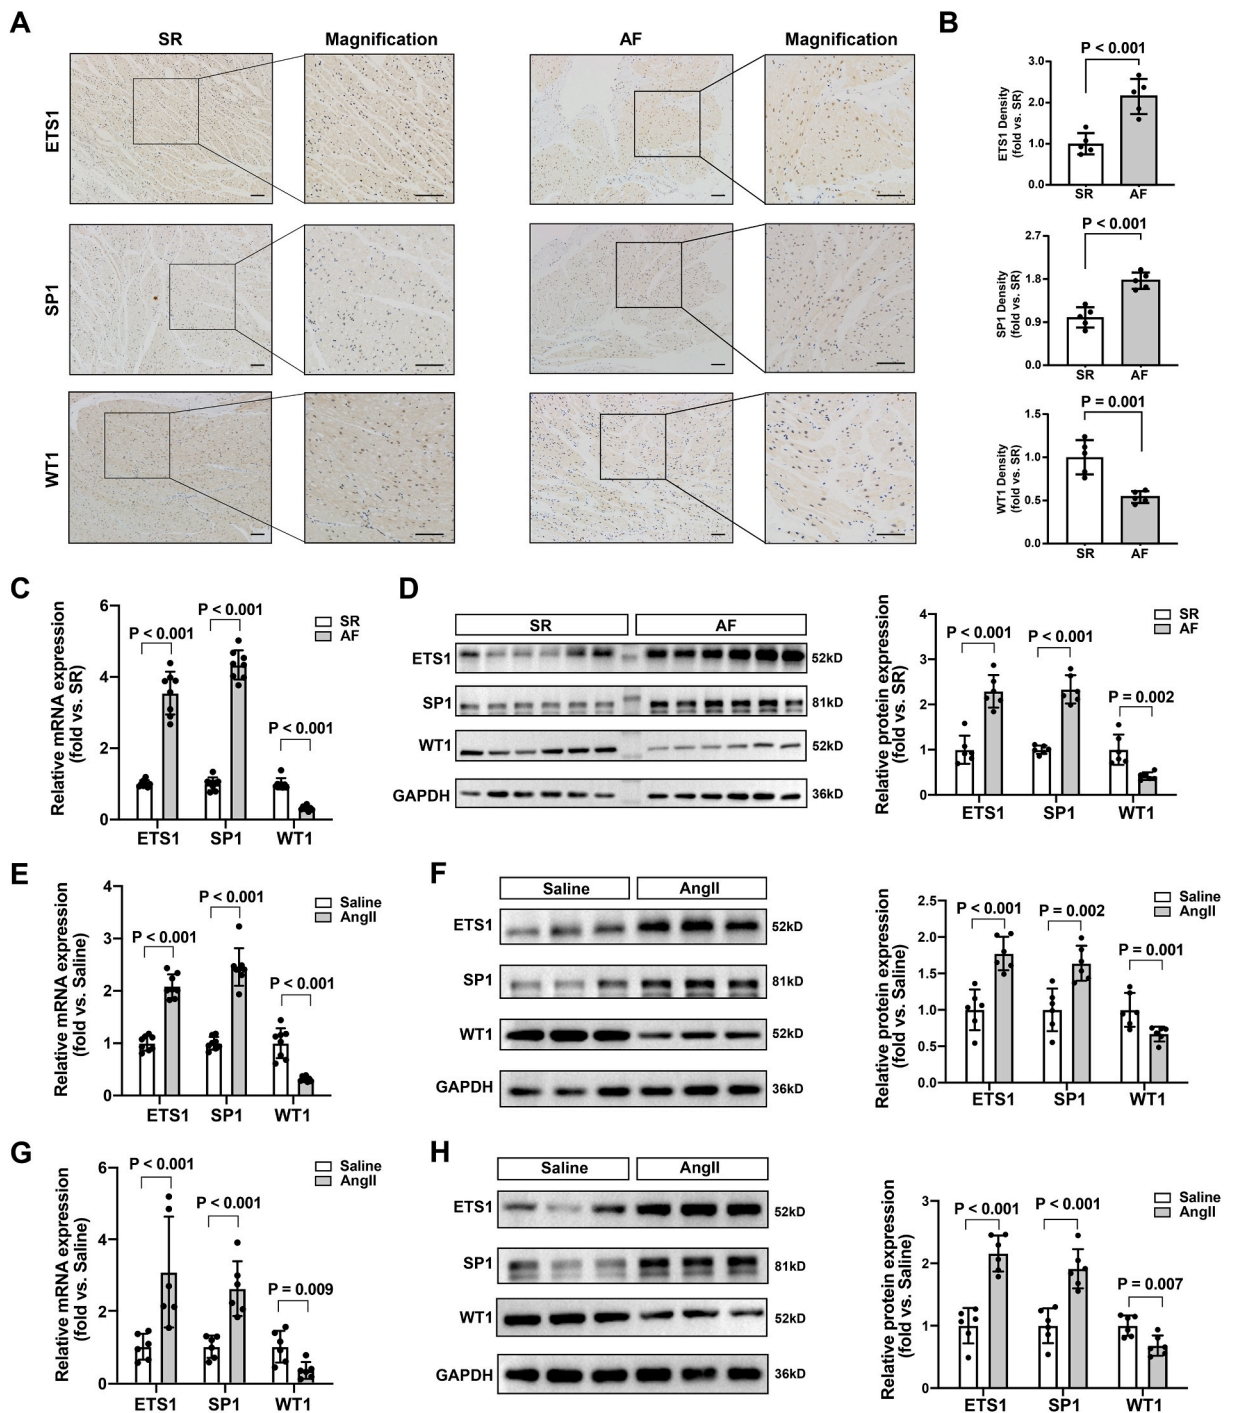 A
SR
Magnification
AF
Magnification
ETS1
SP1
WT1
B
P < 0.001
ETS1 Density
(fold vs. SR)
3.0
2.0
1.0
0.0
SR AF
P < 0.001
SP1 Density
(fold vs. SR)
2.7
1.8
0.9
0.0
SR AF
P = 0.001
WT1 Density
(fold vs. SR)
1.5
1.0
0.5
0.0
SR AF
C
Relative mRNA expression
(fold vs. SR)
6
4
2
0
P < 0.001
P < 0.001
P < 0.001
SR
AF
ETS1 SP1 WT1
D
SR AF
ETS1 52kD
SP1 81kD
WT1 52kD
GAPDH 36kD
Relative protein expression
(fold vs. SR)
4
3
2
1
0
P < 0.001
P < 0.001
P = 0.002
SR
AF
ETS1 SP1 WT1
E
Relative mRNA expression
(fold vs. Saline)
4
3
2
1
0
P < 0.001
P < 0.001
P < 0.001
Saline
AngII
ETS1 SP1 WT1
F
Saline AngII
ETS1 52kD
SP1 81kD
WT1 52kD
GAPDH 36kD
Relative protein expression
(fold vs. Saline)
2.5
2.0
1.5
1.0
0.5
0.0
P < 0.001
P = 0.002
P = 0.001
Saline
AngII
ETS1 SP1 WT1
G
Relative mRNA expression
(fold vs. Saline)
6
4
2
0
P < 0.001
P < 0.001
P = 0.009
Saline
AngII
ETS1 SP1 WT1
H
Saline AngII
ETS1 52kD
SP1 81kD
WT1 52kD
GAPDH 36kD
Relative protein expression
(fold vs. Saline)
3
2
1
0
P < 0.001
P < 0.001
P = 0.007
Saline
AngII
ETS1 SP1 WT1